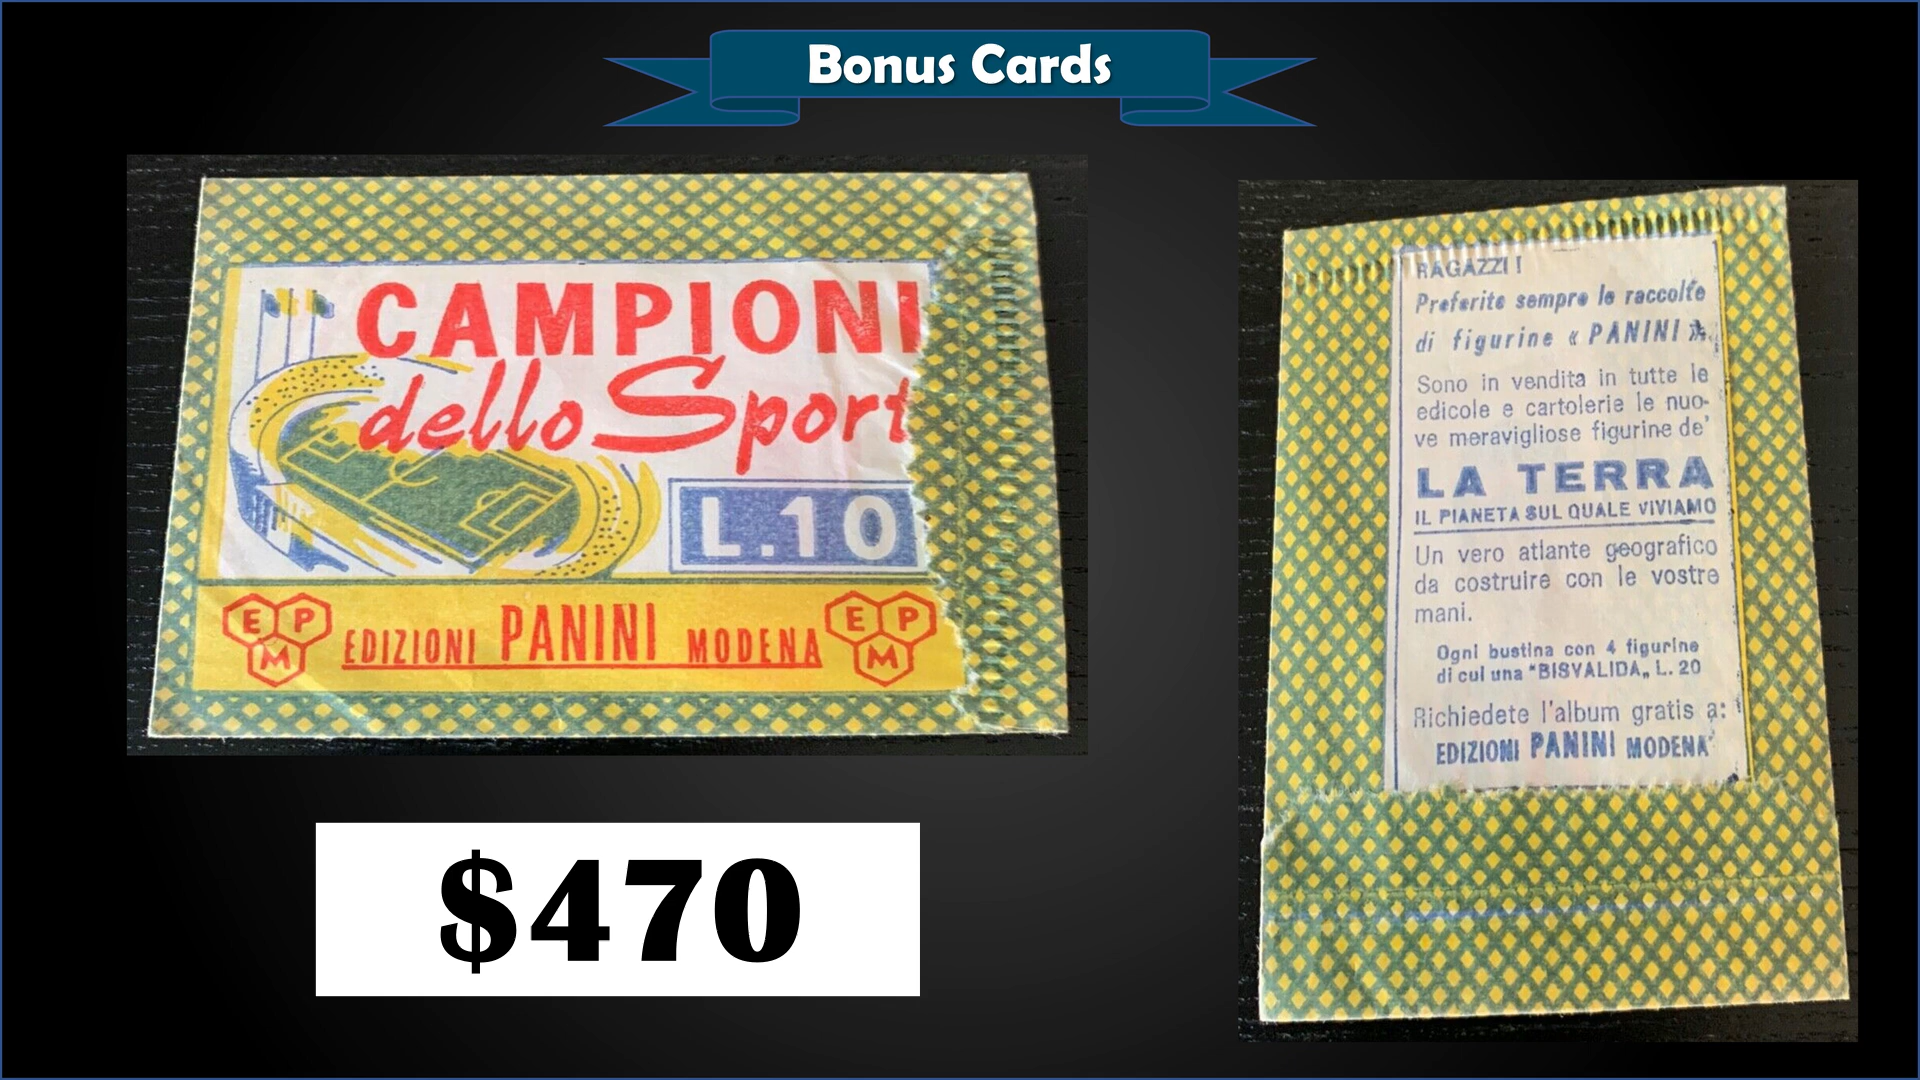 Bonus Cards
CAMPIONI
dello Sport
L.10
E P M
EDIZIONI PANINI MODENA
E P M
$470
RAGAZZI !
Preferite sempre le raccolte
di figurine « PANINI ».
Sono in vendita in tutte le
edicole e cartolerie le nuo-
ve meravigliose figurine de'
LA TERRA
IL PIANETA SUL QUALE VIVIAMO
Un vero atlante geografico
da costruire con le vostre
mani.
Ogni bustina con 4 figurine
di cui una "BISVALIDA„ L. 20
Richiedete l'album gratis a:
EDIZIONI PANINI MODENA